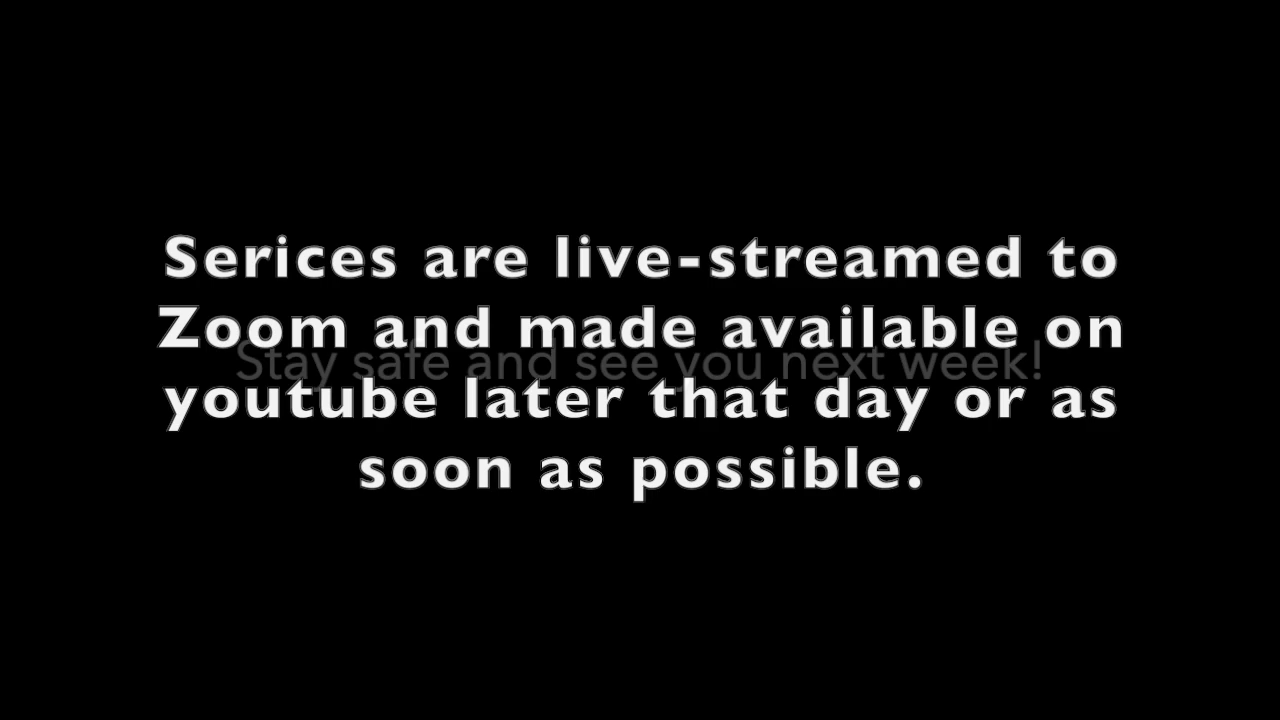 Serices are live-streamed to
Zoom and made available on
Stay safe and see you next week!
youtube later that day or as
soon as possible.